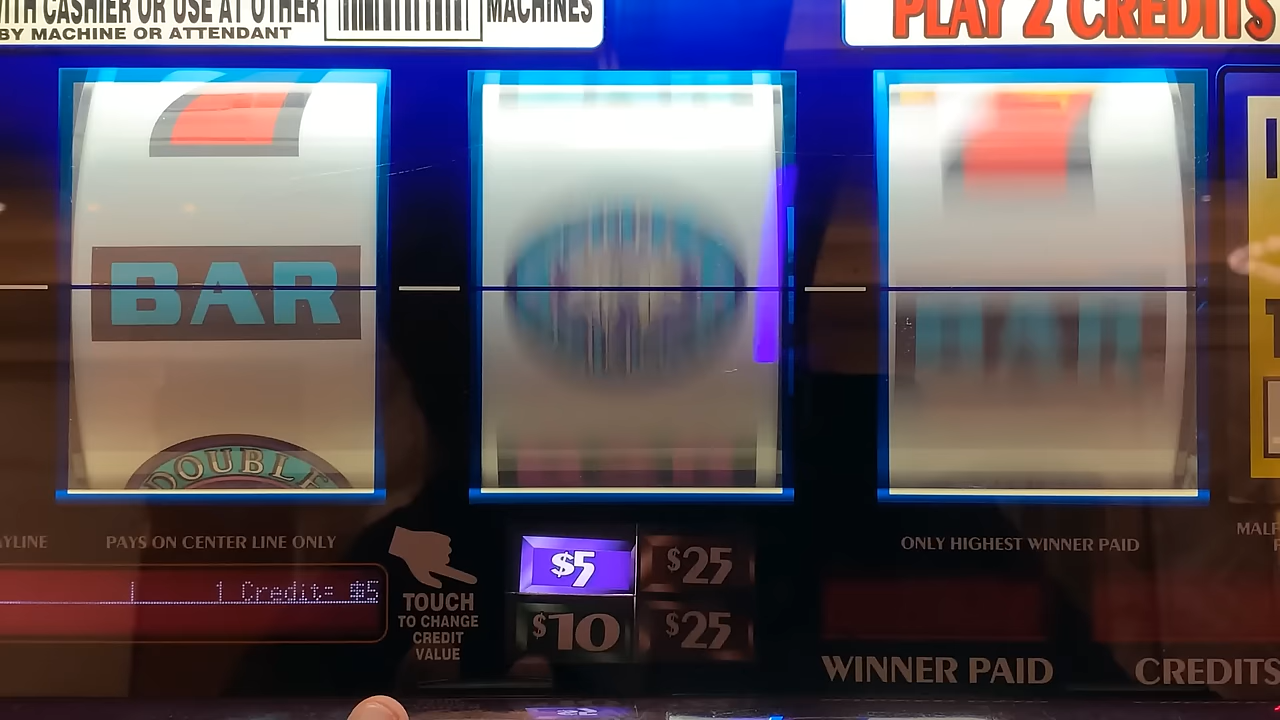 WITH CASHIER OR USE AT OTHER MACHINES
BY MACHINE OR ATTENDANT
PLAY 2 CREDITS
BAR
BAR
DOUBLE
PAYS ON CENTER LINE ONLY
ONLY HIGHEST WINNER PAID
1 Credit= $5
TOUCH
TO CHANGE
CREDIT
VALUE
$5
$25
$10
$25
WINNER PAID
CREDITS